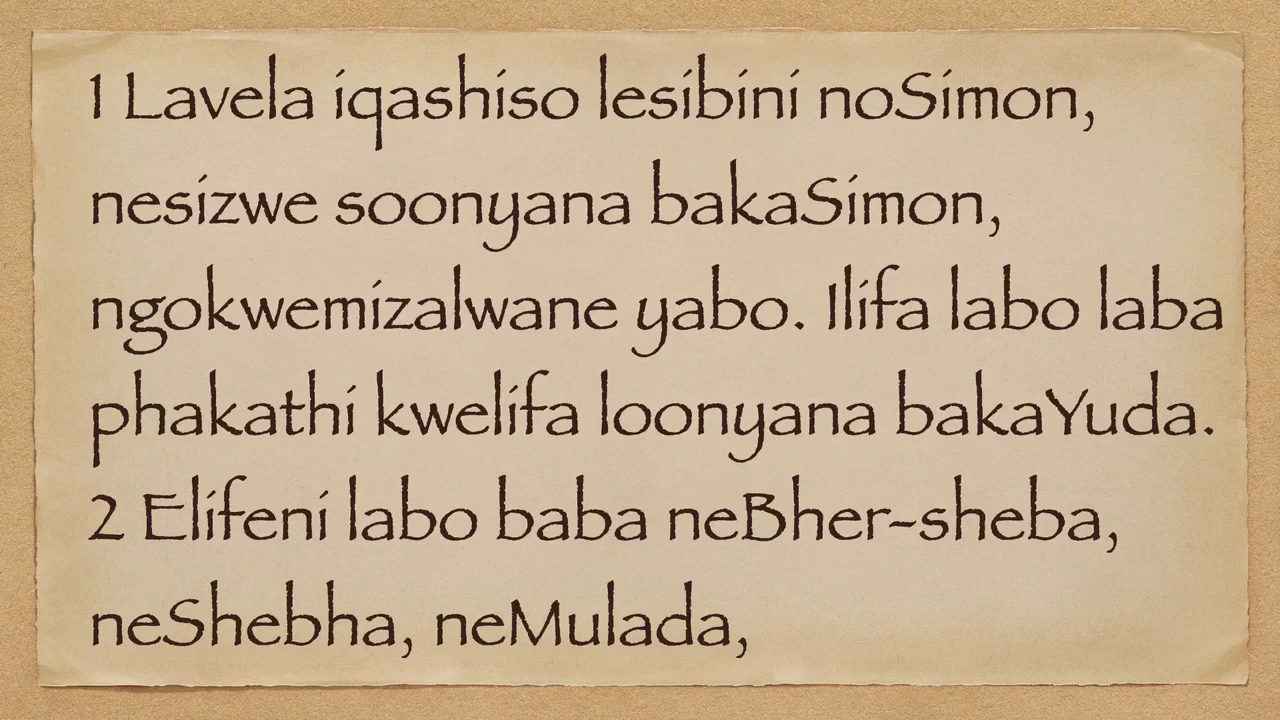 1 Lavela iqashiso lesibini noSimon,
nesizwe soonyana bakaSimon,
ngokwemizalwane yabo. Ilifa labo laba
phakathi kwelifa loonyana bakaYuda.
2 Elifeni labo baba neBher-sheba,
neShebha, neMulada,